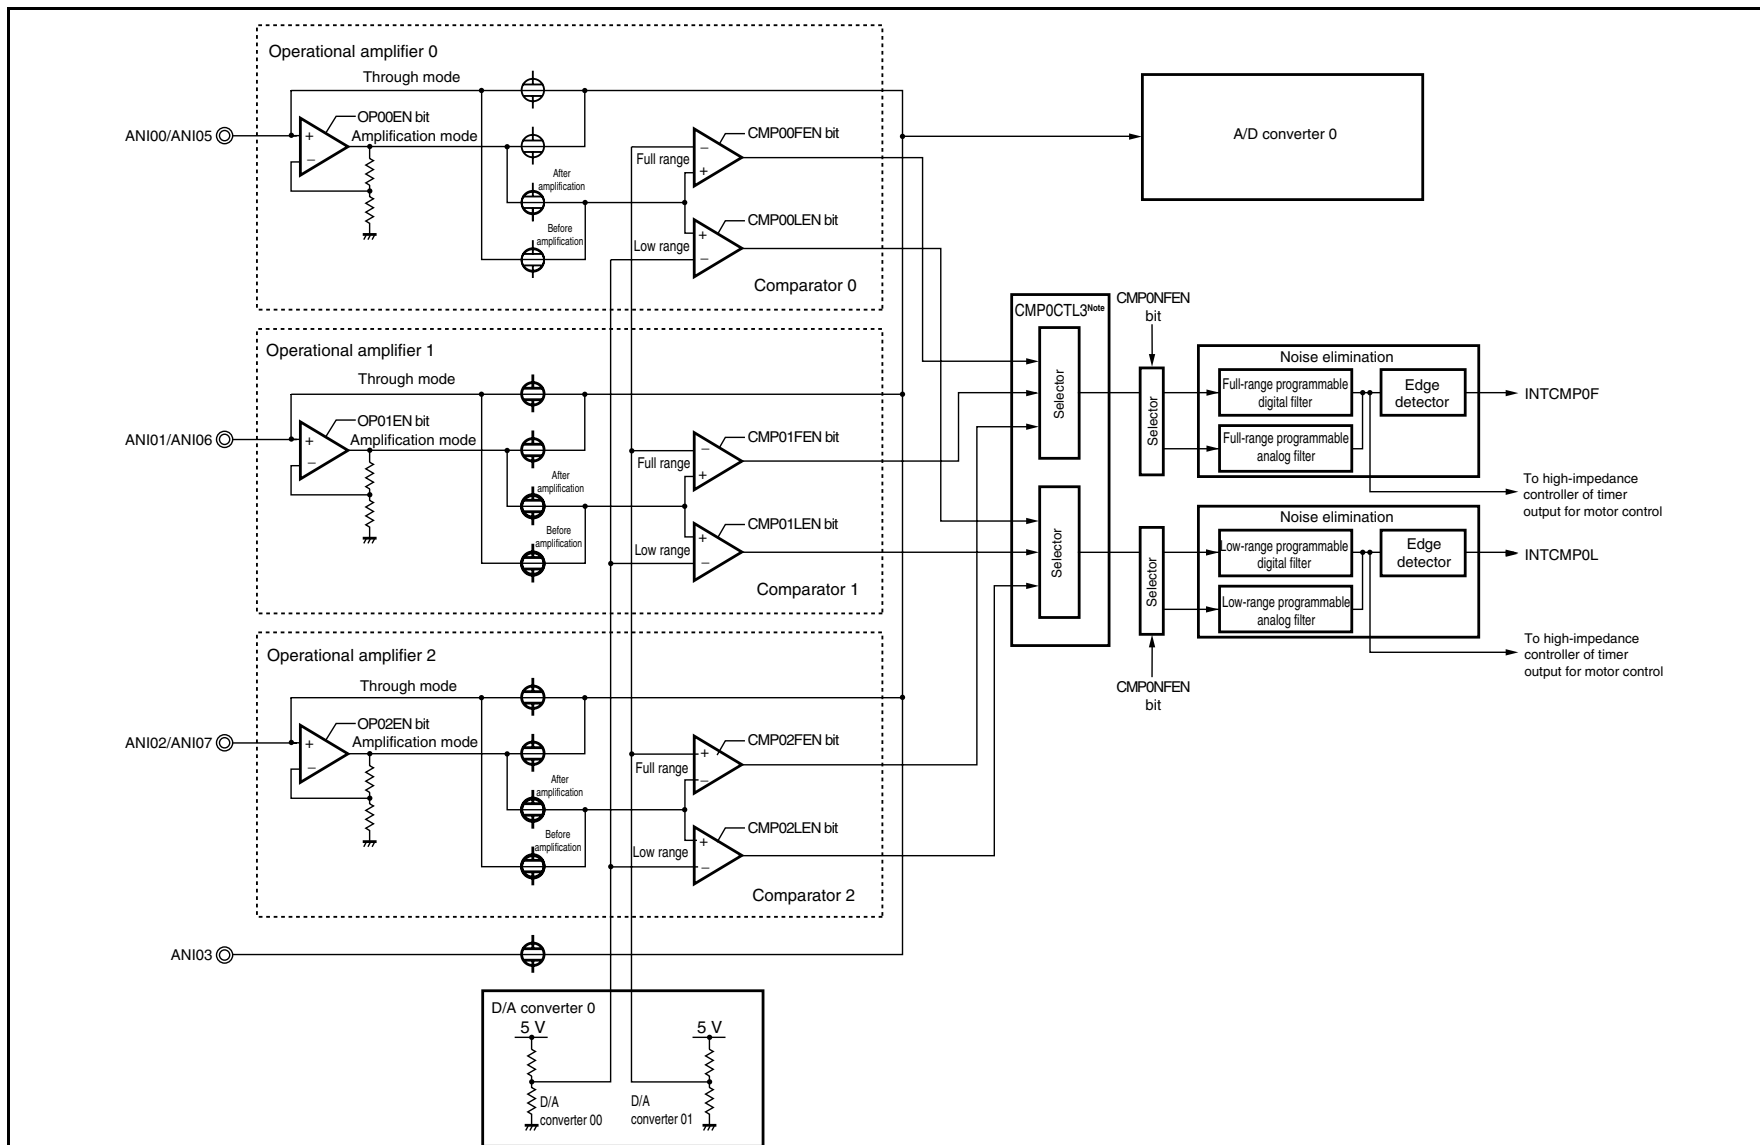 Operational amplifier 0
Through mode
OP00EN bit
Amplification mode
ANI00/ANI05
+
−
After
amplification
Before
amplification
CMP00FEN bit
−
Full range
+
CMP00LEN bit
+
Low range
−
Comparator 0
A/D converter 0
Operational amplifier 1
Through mode
OP01EN bit
Amplification mode
ANI01/ANI06
+
−
After
amplification
Before
amplification
CMP01FEN bit
−
Full range
+
CMP01LEN bit
+
Low range
−
Comparator 1
Operational amplifier 2
Through mode
OP02EN bit
Amplification mode
ANI02/ANI07
+
−
After
amplification
Before
amplification
CMP02FEN bit
+
Full range
−
CMP02LEN bit
+
Low range
−
Comparator 2
ANI03
D/A converter 0
5 V
5 V
D/A
converter 00
D/A
converter 01
CMP0CTL3Note
Selector
Selector
CMP0NFEN
bit
Selector
Noise elimination
Full-range programmable
digital filter
Full-range programmable
analog filter
Edge
detector
INTCMP0F
To high-impedance
controller of timer
output for motor control
Selector
CMP0NFEN
bit
Noise elimination
Low-range programmable
digital filter
Low-range programmable
analog filter
Edge
detector
INTCMP0L
To high-impedance
controller of timer
output for motor control